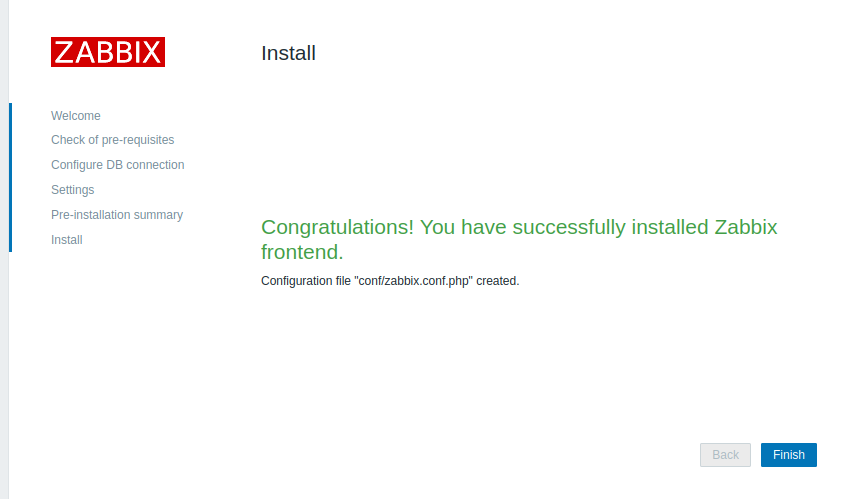 ZABBIX
Install
Welcome
Check of pre-requisites
Configure DB connection
Settings
Pre-installation summary
Install
Congratulations! You have successfully installed Zabbix
frontend.
Configuration file "conf/zabbix.conf.php" created.
Back
Finish